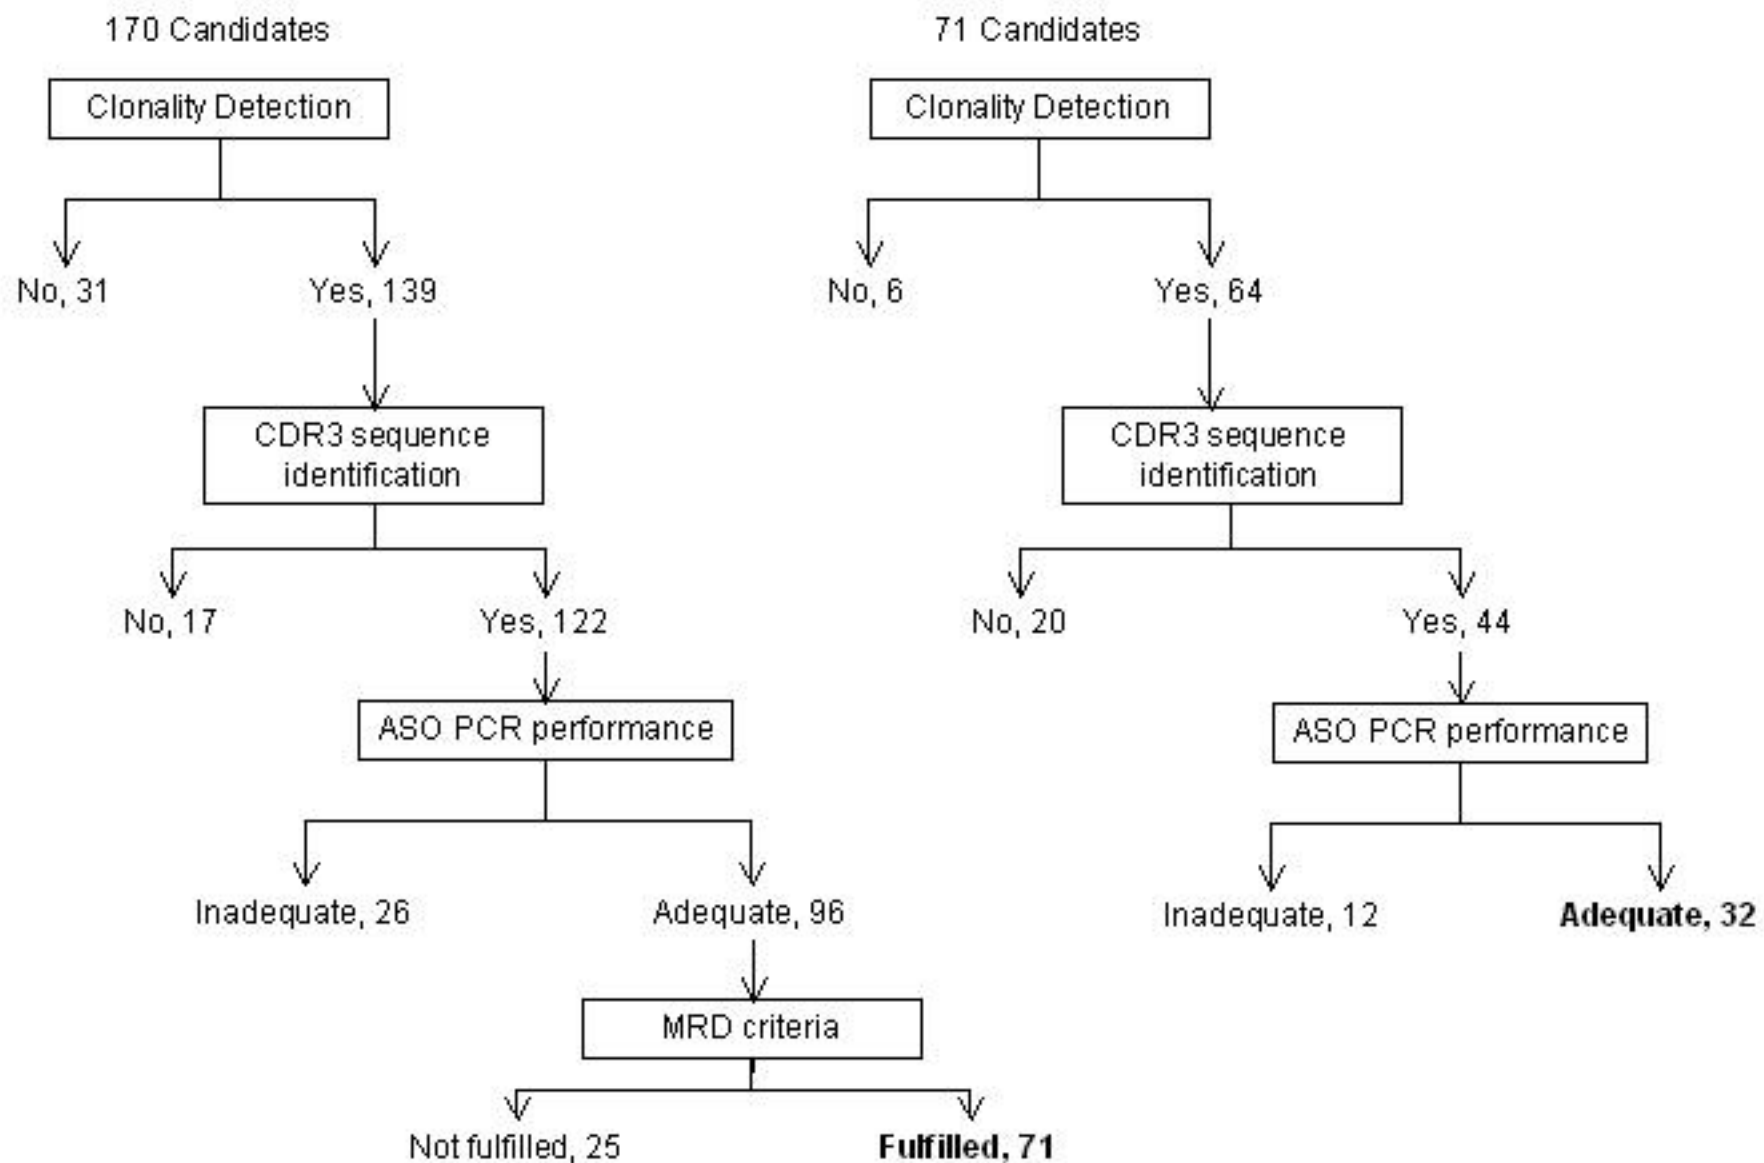 170 Candidates
Clonality Detection
No, 31
Yes, 139
CDR3 sequence
identification
No, 17
Yes, 122
ASO PCR performance
Inadequate, 26
Adequate, 96
MRD criteria
Not fulfilled, 25
Fulfilled, 71
71 Candidates
Clonality Detection
No, 6
Yes, 64
CDR3 sequence
identification
No, 20
Yes, 44
ASO PCR performance
Inadequate, 12
Adequate, 32